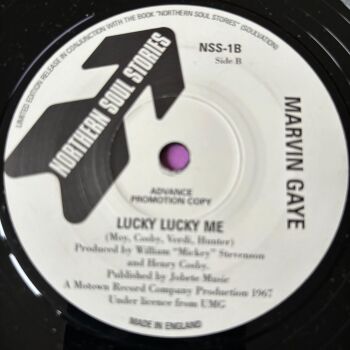 LIMITED EDITION RELEASE IN CONJUNCTION WITH THE BOOK "NORTHERN SOUL STORIES" (SOULVATION)
NORTHERN SOUL STORIES
NSS-1B
Side B
MARVIN GAYE
ADVANCE
PROMOTION COPY
LUCKY LUCKY ME
(Moy, Cosby, Verdi, Hunter)
Produced by William "Mickey" Stevenson
and Henry Cosby.
Published by Jobete Music
A Motown Record Company Production 1967
Under licence from UMG
MADE IN ENGLAND